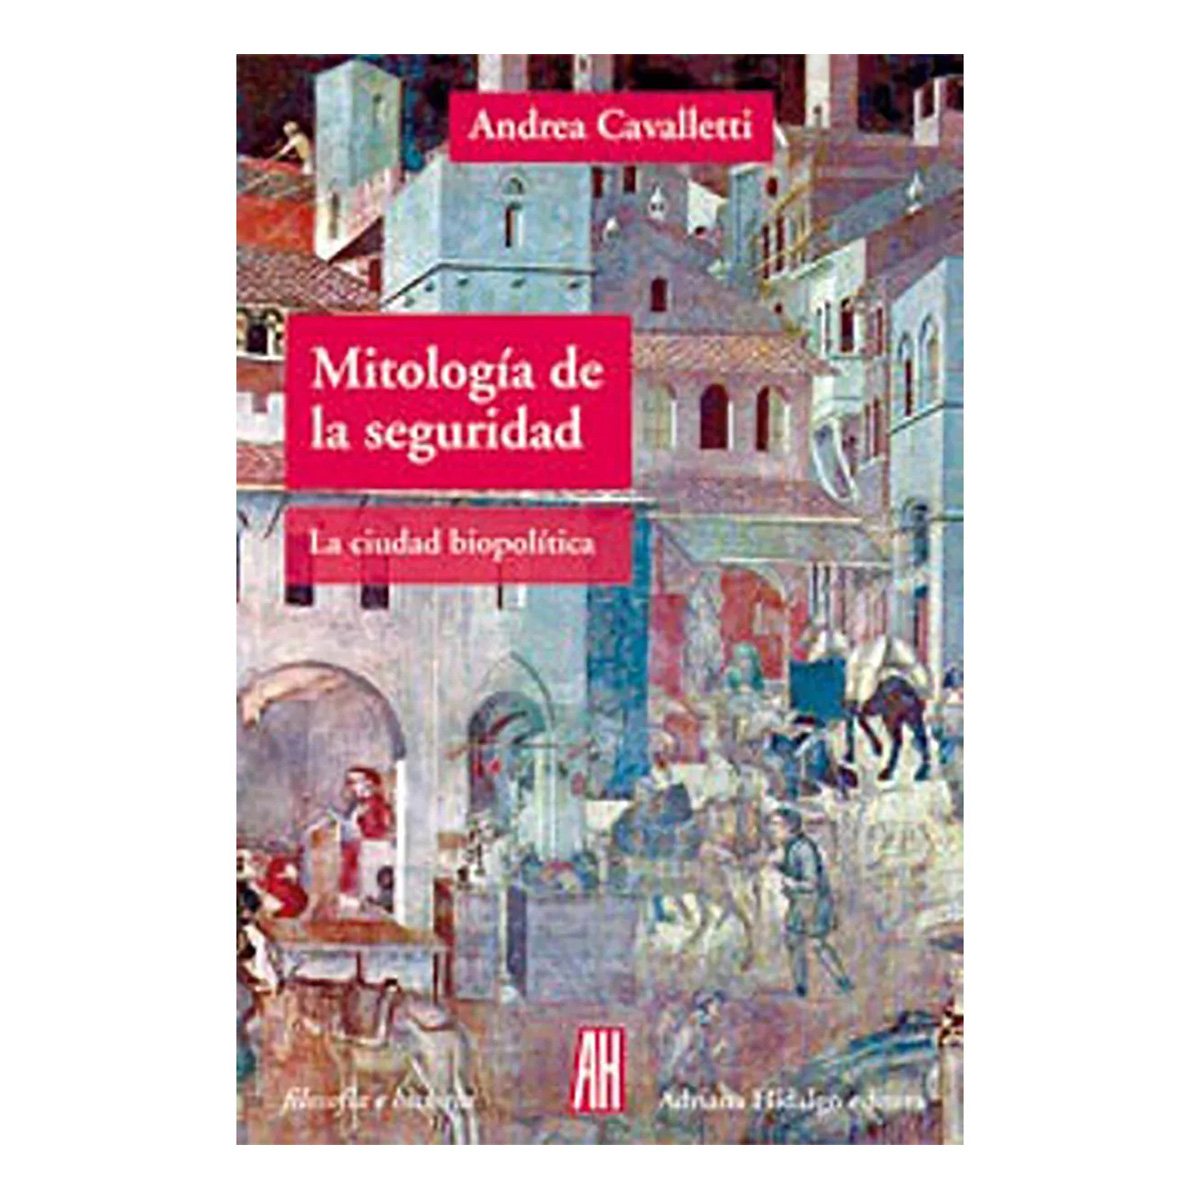 Andrea Cavalletti
Mitología de
la seguridad
La ciudad biopolítica
AH
filosofía e historia
Adriana Hidalgo editora